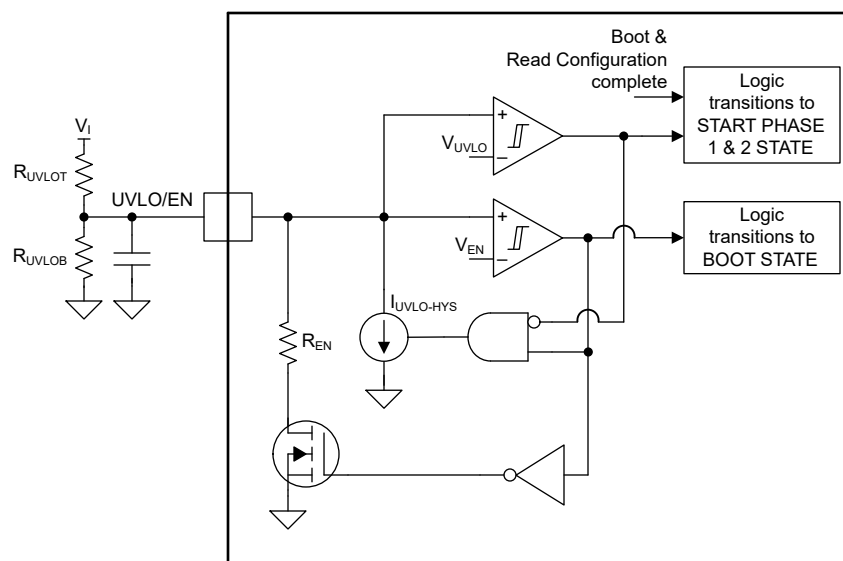 Boot &
Read Configuration
complete
Logic
transitions to
START PHASE
1 & 2 STATE
V_I
R_UVLOT
UVLO/EN
R_UVLOB
+
V_UVLO
−
+
V_EN
−
Logic
transitions to
BOOT STATE
I_UVLO-HYS
R_EN